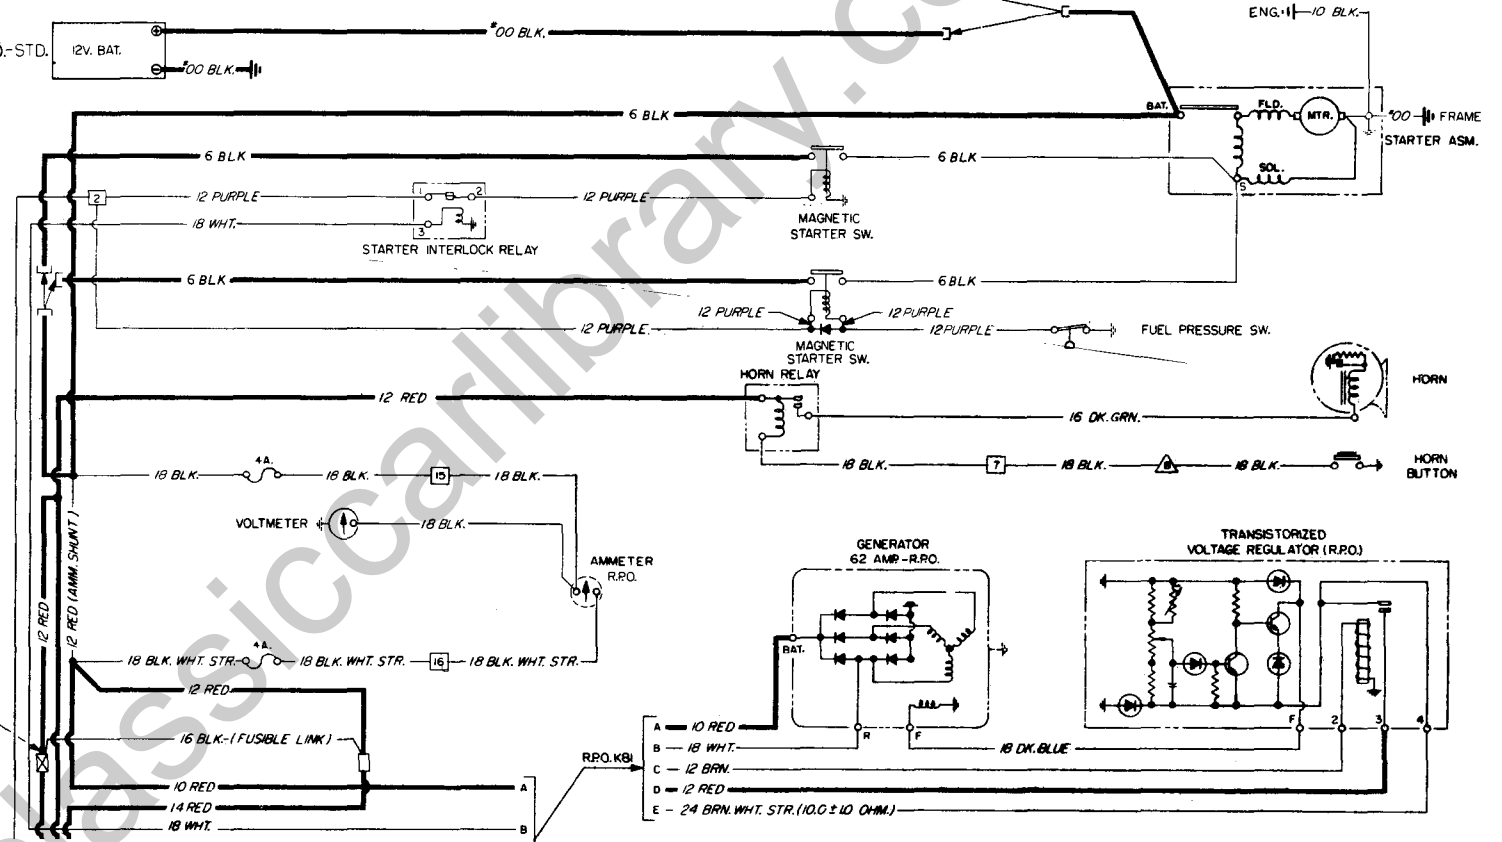 ENG. 10 BLK.
#00 BLK.
-STD.
12V. BAT.
#00 BLK.
BAT.
FLD.
MTR.
#00 FRAME
STARTER ASM.
6 BLK
SOL.
S
6 BLK
6 BLK
2
12 PURPLE
1
2
12 PURPLE
18 WHT.
3
MAGNETIC
STARTER SW.
STARTER INTERLOCK RELAY
6 BLK
6 BLK
12 PURPLE
12 PURPLE
12 PURPLE
12 PURPLE
FUEL PRESSURE SW.
MAGNETIC
STARTER SW.
HORN RELAY
HORN
12 RED
16 DK. GRN.
18 BLK.
7
18 BLK.
8
18 BLK.
HORN
BUTTON
18 BLK.
4A.
18 BLK.
15
18 BLK.
VOLTMETER
18 BLK.
AMMETER
R.P.O.
12 RED
12 RED (AMM. SHUNT)
GENERATOR
62 AMP.-R.P.O.
TRANSISTORIZED
VOLTAGE REGULATOR (R.P.O.)
BAT.
18 BLK. WHT. STR.
4A.
18 BLK. WHT. STR.
16
18 BLK. WHT. STR.
12 RED
16 BLK.-(FUSIBLE LINK)
R
F
F
2
3
4
A 10 RED
B 18 WHT.
C 12 BRN.
D 12 RED
E 24 BRN. WHT. STR. (10.0 ± 1.0 OHM.)
18 DK. BLUE
R.P.O. K81
10 RED A
14 RED
18 WHT. B
classiccarlibrary.c